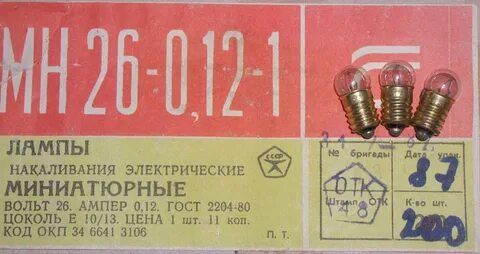 МН 26-0,12-1
ЛАМПЫ
НАКАЛИВАНИЯ ЭЛЕКТРИЧЕСКИЕ
МИНИАТЮРНЫЕ
ВОЛЬТ 26. АМПЕР 0,12. ГОСТ 2204-80
ЦОКОЛЬ Е 10/13. ЦЕНА 1 шт. 11 коп.
КОД ОКП 34 6641 3106
П. Т.
СССР
№ бригады Дата упак.
87
ОТК
48
Штамп ОТК К-во шт.
200